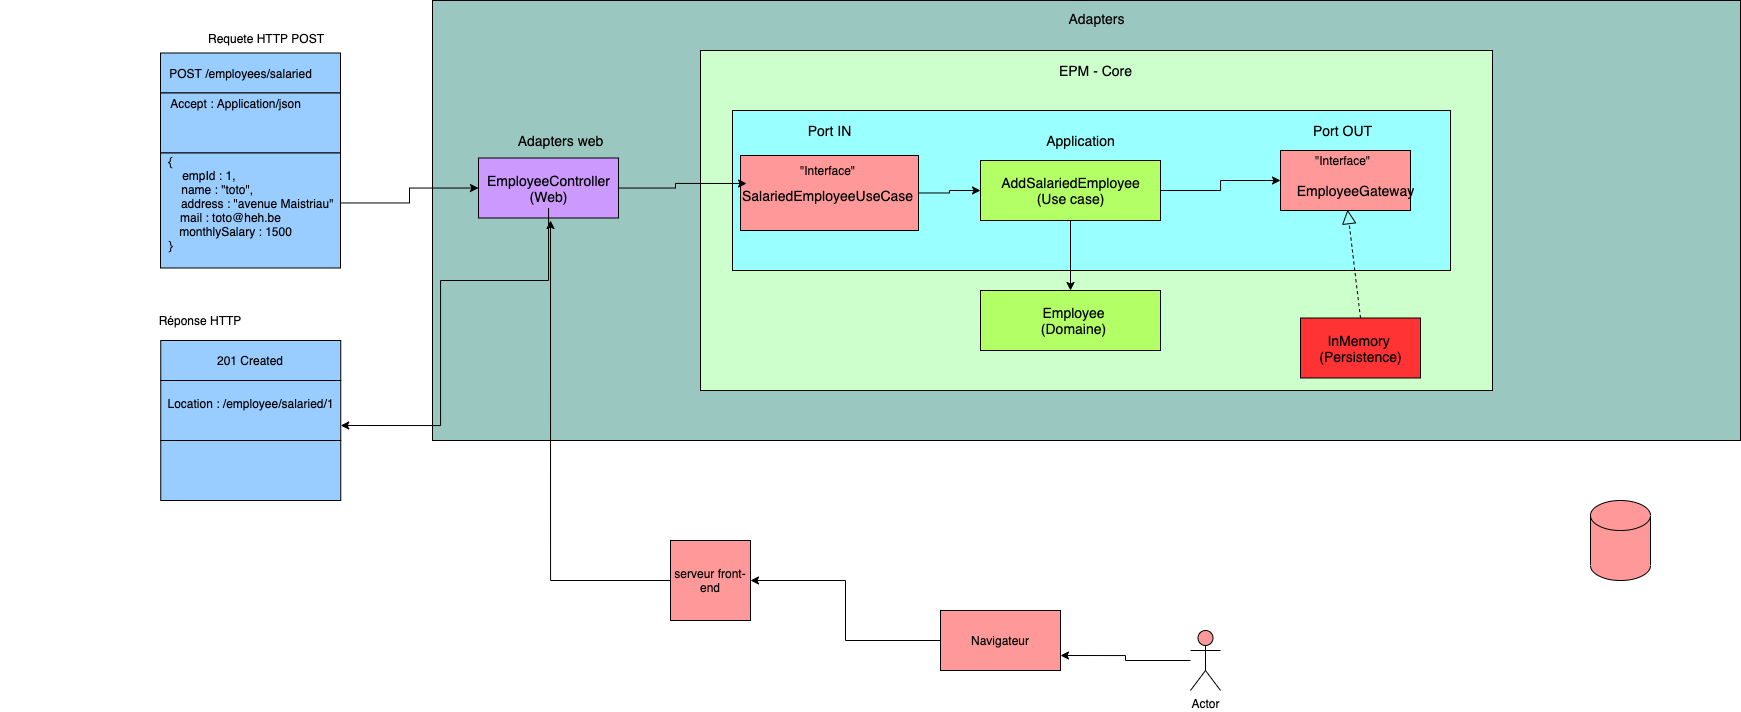 Adapters
Requete HTTP POST
POST /employees/salaried
Accept : Application/json
{
empId : 1,
name : "toto",
address : "avenue Maistriau"
mail : toto@heh.be
monthlySalary : 1500
}
Réponse HTTP
201 Created
Location : /employee/salaried/1
Adapters web
EmployeeController
(Web)
EPM - Core
Port IN
"Interface"
SalariedEmployeeUseCase
Application
AddSalariedEmployee
(Use case)
Port OUT
"Interface"
EmployeeGateway
Employee
(Domaine)
InMemory
(Persistence)
serveur front-
end
Navigateur
Actor